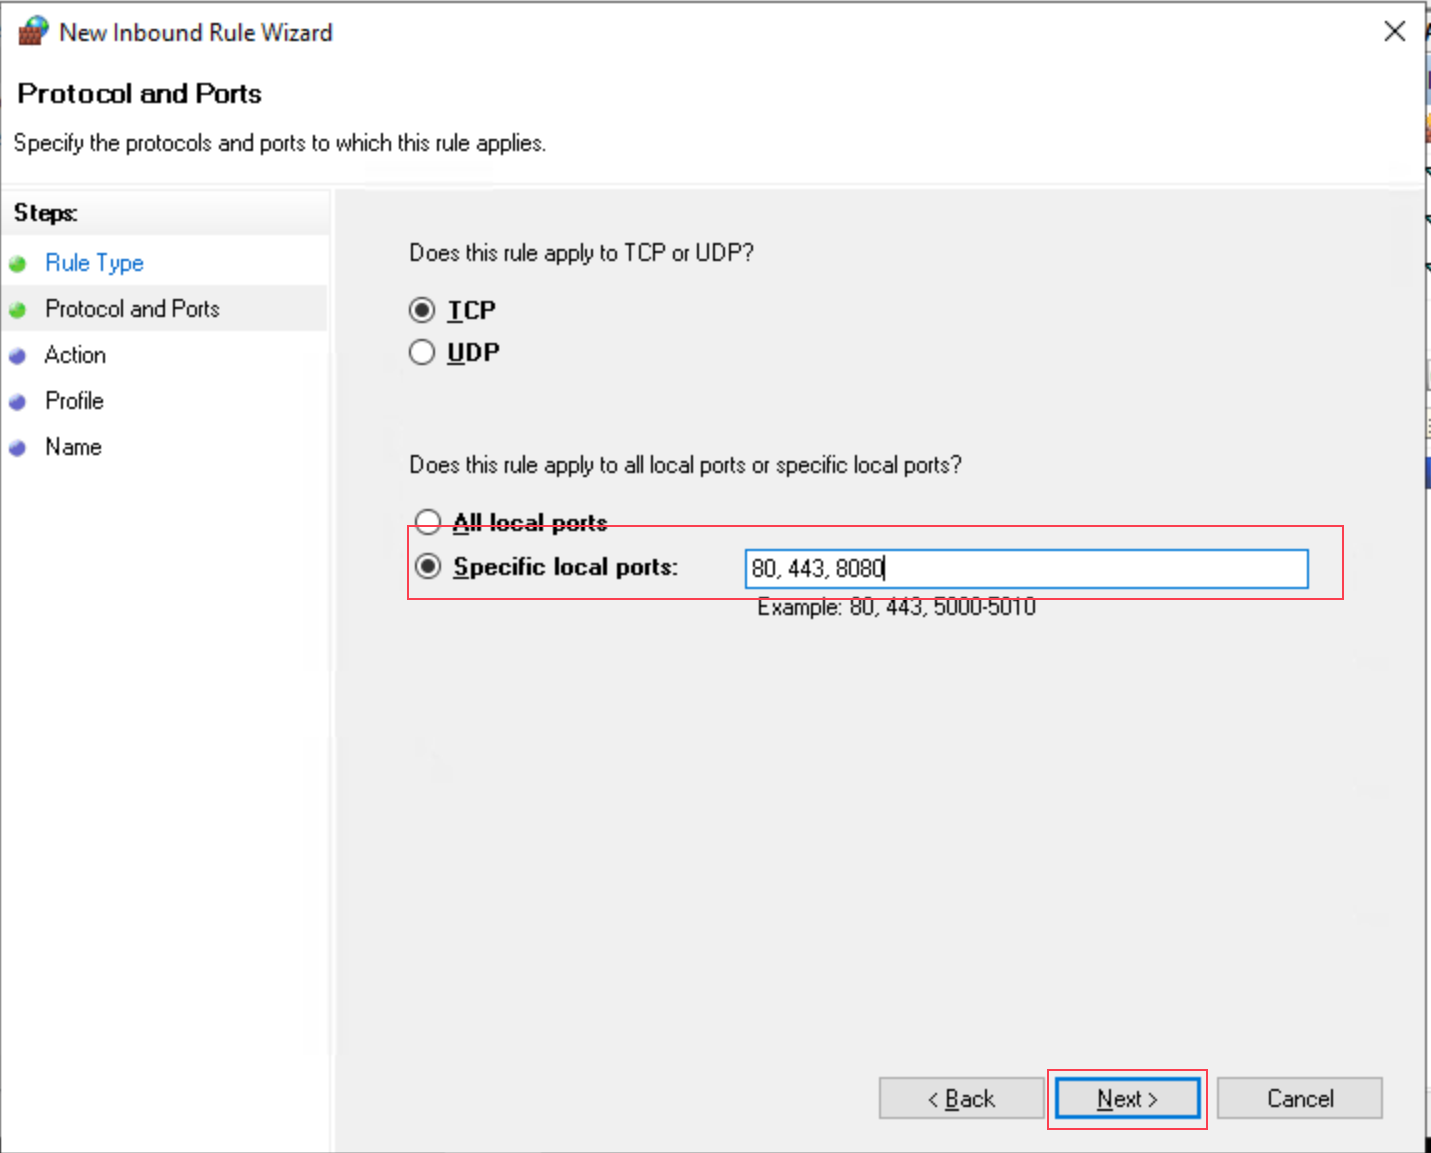 New Inbound Rule Wizard
Protocol and Ports
Specify the protocols and ports to which this rule applies.
Steps:
Rule Type
Protocol and Ports
Action
Profile
Name
Does this rule apply to TCP or UDP?
TCP
UDP
Does this rule apply to all local ports or specific local ports?
All local ports
Specific local ports: 80, 443, 8080
Example: 80, 443, 5000-5010
< Back Next > Cancel